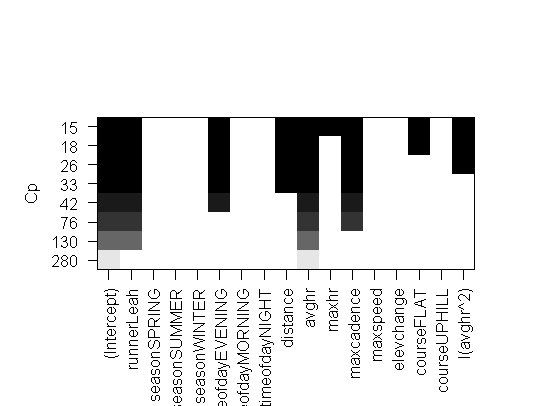 Cp
15
18
26
33
42
76
130
280
(Intercept)
runnerLeah
seasonSPRING
seasonSUMMER
seasonWINTER
eofdayEVENING
eofdayMORNING
timeofdayNIGHT
distance
avghr
maxhr
maxcadence
maxspeed
elevchange
courseFLAT
courseUPHILL
I(avghr^2)